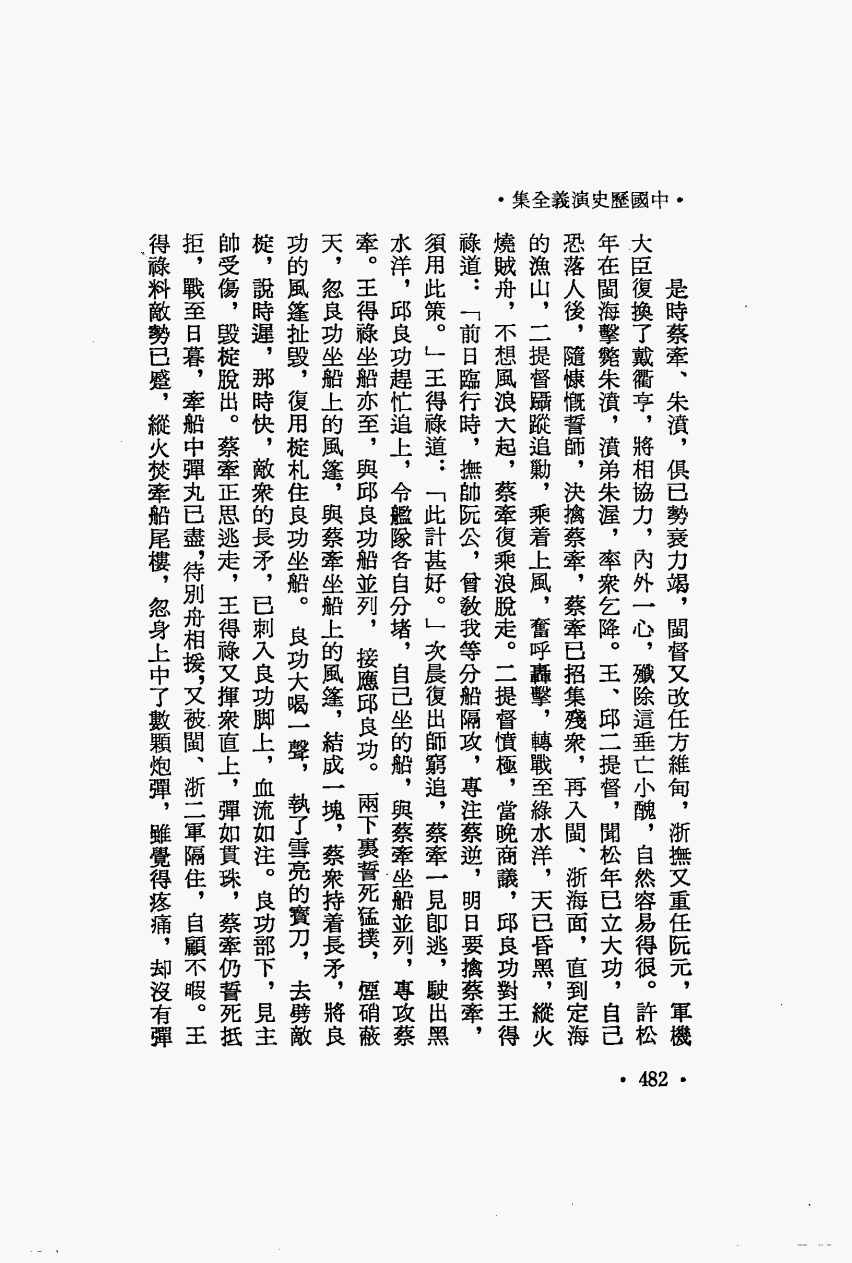 •中國歷史演義全集•
是時蔡牽、朱濆，俱已勢衰力竭，閩督又改任方維甸，浙撫又重任阮元，軍機
大臣復換了戴衢亨，將相協力，內外一心，殲除這垂亡小醜，自然容易得很。許松
年在閩海擊斃朱濆，濆弟朱渥，率衆乞降。王、邱二提督，聞松年已立大功，自己
恐落人後，隨慷慨誓師，決擒蔡牽，蔡牽已招集殘衆，再入閩、浙海面，直到定海
的漁山，二提督躡蹤追勦，乘着上風，奮呼轟擊，轉戰至綠水洋，天已昏黑，縱火
燒賊舟，不想風浪大起，蔡牽復乘浪脫走。二提督憤極，當晚商議，邱良功對王得
祿道：「前日臨行時，撫帥阮公，曾教我等分船隔攻，專注蔡逆，明日要擒蔡牽，
須用此策。」王得祿道：「此計甚好。」次晨復出師窮追，蔡牽一見卽逃，駛出黑
水洋，邱良功趕忙追上，令艦隊各自分堵，自己坐的船，與蔡牽坐船並列，專攻蔡
牽。王得祿坐船亦至，與邱良功船並列，接應邱良功。兩下裏誓死猛撲，煙硝蔽
天，忽良功坐船上的風篷，與蔡牽坐船上的風篷，結成一塊，蔡衆持着長矛，將良
功的風篷扯毀，復用椗札住良功坐船。良功大喝一聲，執了雪亮的寶刀，去劈敵
椗，說時遲，那時快，敵衆的長矛，已刺入良功脚上，血流如注。良功部下，見主
帥受傷，毀椗脫出。蔡牽正思逃走，王得祿又揮衆直上，彈如貫珠，蔡牽仍誓死抵
拒，戰至日暮，牽船中彈丸已盡，待別舟相援，又被閩、浙二軍隔住，自顧不暇。王
得祿料敵勢已蹙，縱火焚牽船尾樓，忽身上中了數顆炮彈，雖覺得疼痛，却沒有彈
• 482 •